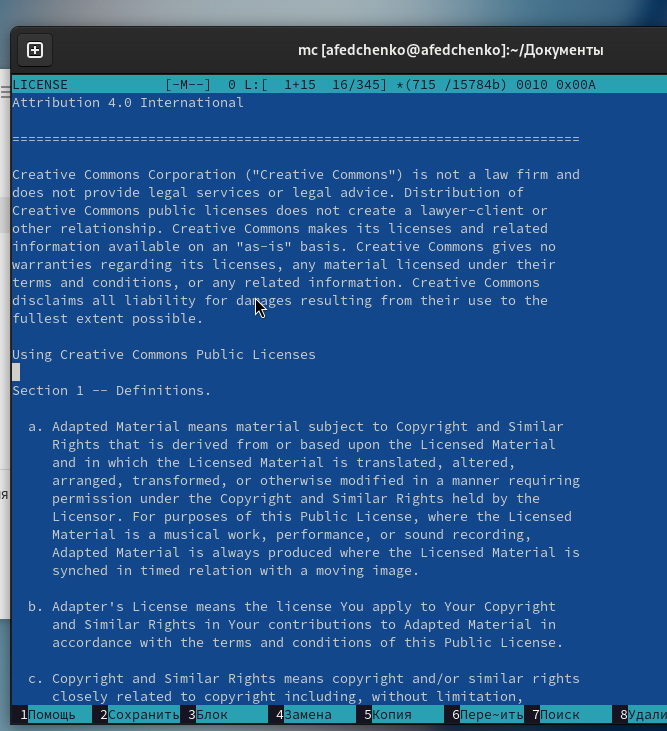 mc [afedchenko@afedchenko]:~/Документы
LICENSE [-M--] 0 L:[ 1+15 16/345] *(715 /15784b) 0010 0x00A
Attribution 4.0 International
=======================================================================
Creative Commons Corporation ("Creative Commons") is not a law firm and
does not provide legal services or legal advice. Distribution of
Creative Commons public licenses does not create a lawyer-client or
other relationship. Creative Commons makes its licenses and related
information available on an "as-is" basis. Creative Commons gives no
warranties regarding its licenses, any material licensed under their
terms and conditions, or any related information. Creative Commons
disclaims all liability for damages resulting from their use to the
fullest extent possible.
Using Creative Commons Public Licenses
Section 1 -- Definitions.
a. Adapted Material means material subject to Copyright and Similar
Rights that is derived from or based upon the Licensed Material
and in which the Licensed Material is translated, altered,
arranged, transformed, or otherwise modified in a manner requiring
permission under the Copyright and Similar Rights held by the
Licensor. For purposes of this Public License, where the Licensed
Material is a musical work, performance, or sound recording,
Adapted Material is always produced where the Licensed Material is
synched in timed relation with a moving image.
b. Adapter's License means the license You apply to Your Copyright
and Similar Rights in Your contributions to Adapted Material in
accordance with the terms and conditions of this Public License.
c. Copyright and Similar Rights means copyright and/or similar rights
closely related to copyright including, without limitation,
1Помощь 2Сохранить 3Блок 4Замена 5Копия 6Пере~ить 7Поиск 8Удали